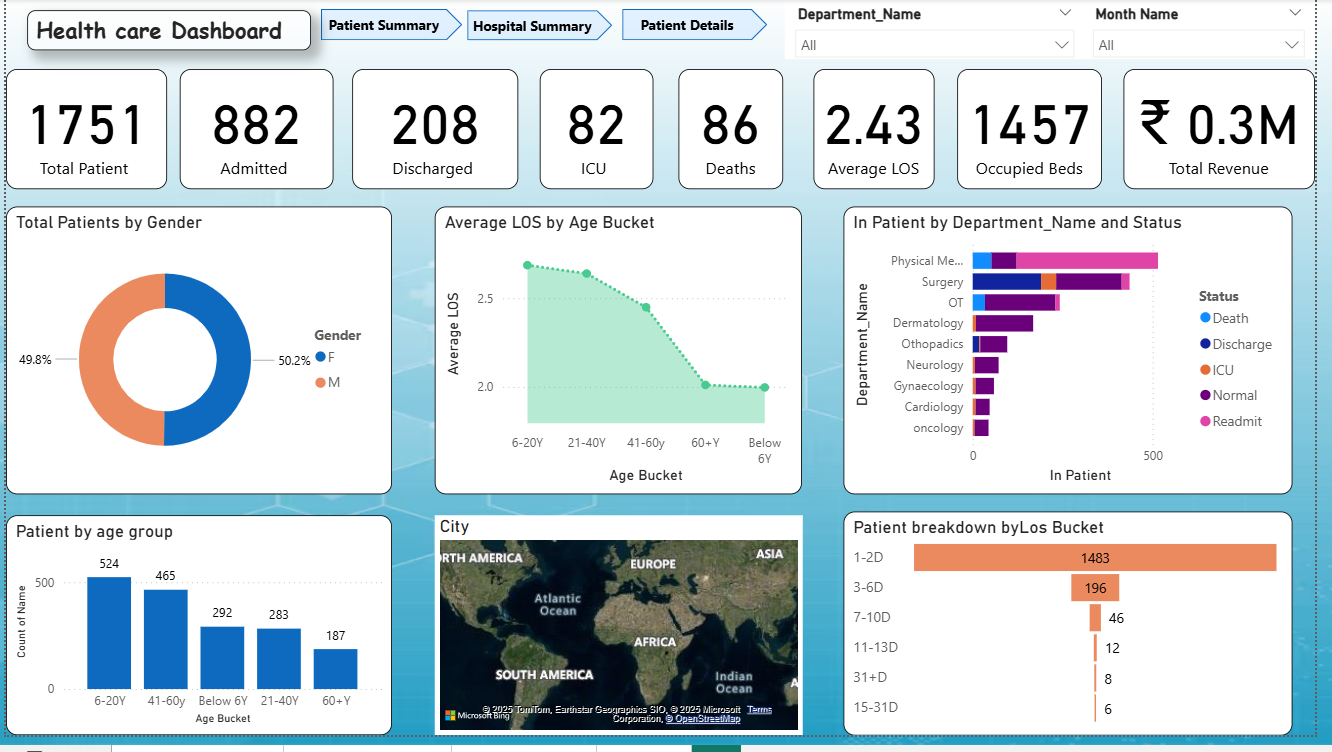 Health care Dashboard
Patient Summary
Hospital Summary
Patient Details
Department_Name
All
Month Name
All
1751
Total Patient
882
Admitted
208
Discharged
82
ICU
86
Deaths
2.43
Average LOS
1457
Occupied Beds
₹ 0.3M
Total Revenue
Total Patients by Gender
49.8%
50.2%
Gender
F
M
Average LOS by Age Bucket
Average LOS
2.5
2.0
6-20Y
21-40Y
41-60y
60+Y
Below
6Y
Age Bucket
In Patient by Department_Name and Status
Department_Name
Physical Me...
Surgery
OT
Dermatology
Othopadics
Neurology
Gynaecology
Cardiology
oncology
0
500
In Patient
Status
Death
Discharge
ICU
Normal
Readmit
Patient by age group
Count of Name
500
0
524
465
292
283
187
6-20Y
41-60y
Below 6Y
21-40Y
60+Y
Age Bucket
City
RTH AMERICA
EUROPE
ASIA
Atlantic
Ocean
AFRICA
SOUTH AMERICA
Indian
Ocean
A
Microsoft Bing
© 2025 TomTom, Earthstar Geographics SIO, © 2025 Microsoft
Corporation, © OpenStreetMap
Terms
Patient breakdown byLos Bucket
1-2D
1483
3-6D
196
7-10D
46
11-13D
12
31+D
8
15-31D
6